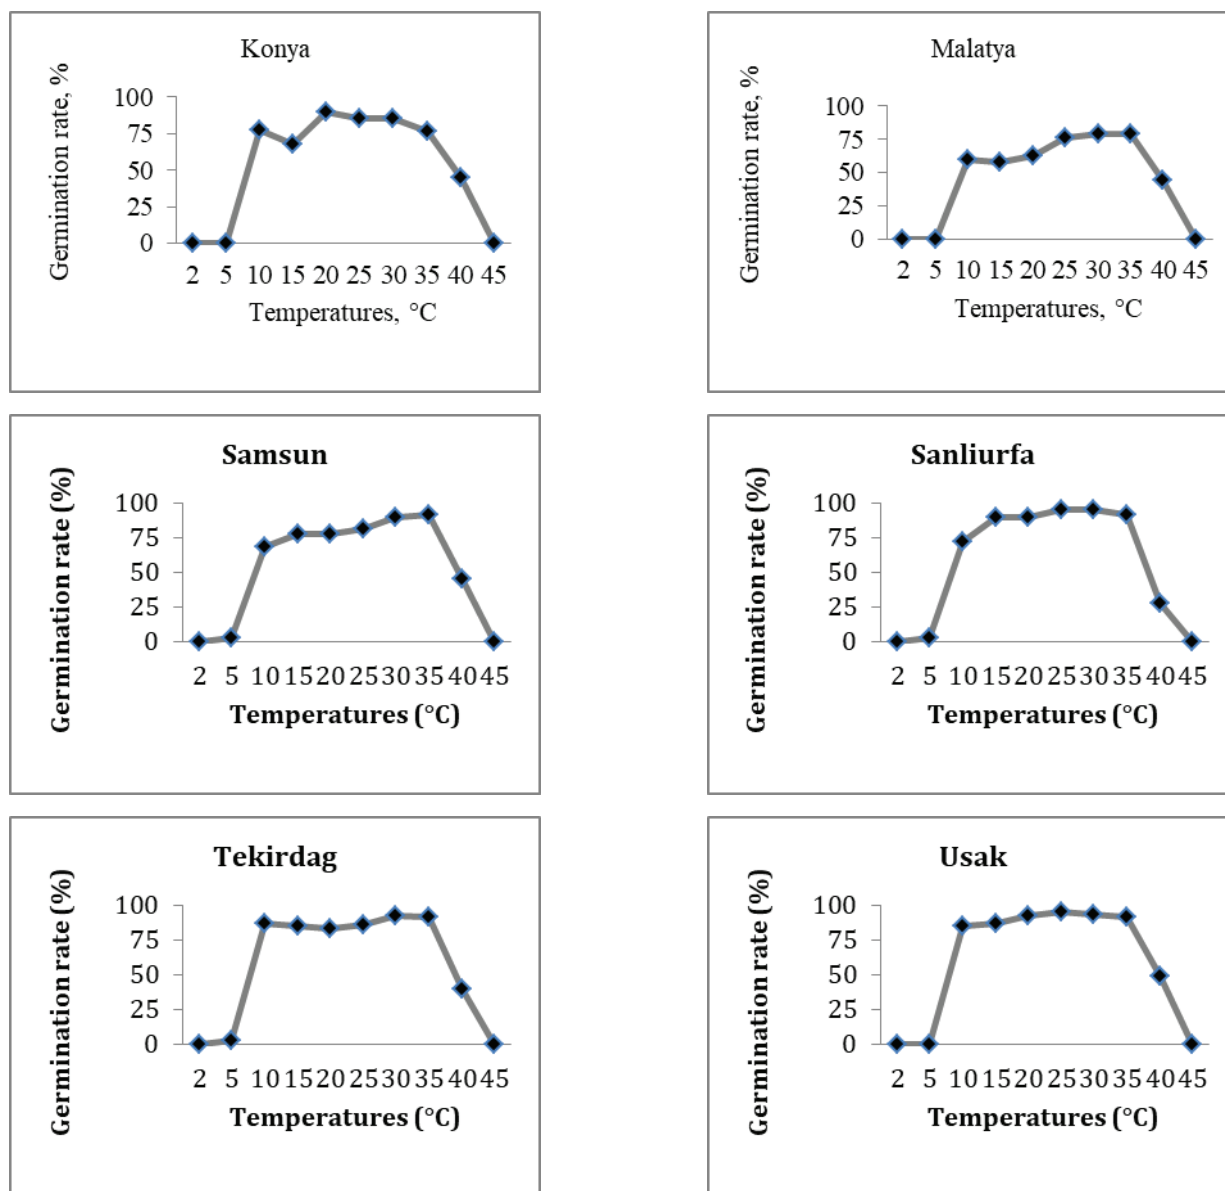 Konya
Germination rate, %
100
75
50
25
0
2 5 10 15 20 25 30 35 40 45
Temperatures, °C
Malatya
Germination rate, %
100
75
50
25
0
2 5 10 15 20 25 30 35 40 45
Temperatures, °C
Samsun
Germination rate (%)
100
75
50
25
0
2 5 10 15 20 25 30 35 40 45
Temperatures (°C)
Sanliurfa
Germination rate (%)
100
75
50
25
0
2 5 10 15 20 25 30 35 40 45
Temperatures (°C)
Tekirdag
Germination rate (%)
100
75
50
25
0
2 5 10 15 20 25 30 35 40 45
Temperatures (°C)
Usak
Germination rate (%)
100
75
50
25
0
2 5 10 15 20 25 30 35 40 45
Temperatures (°C)